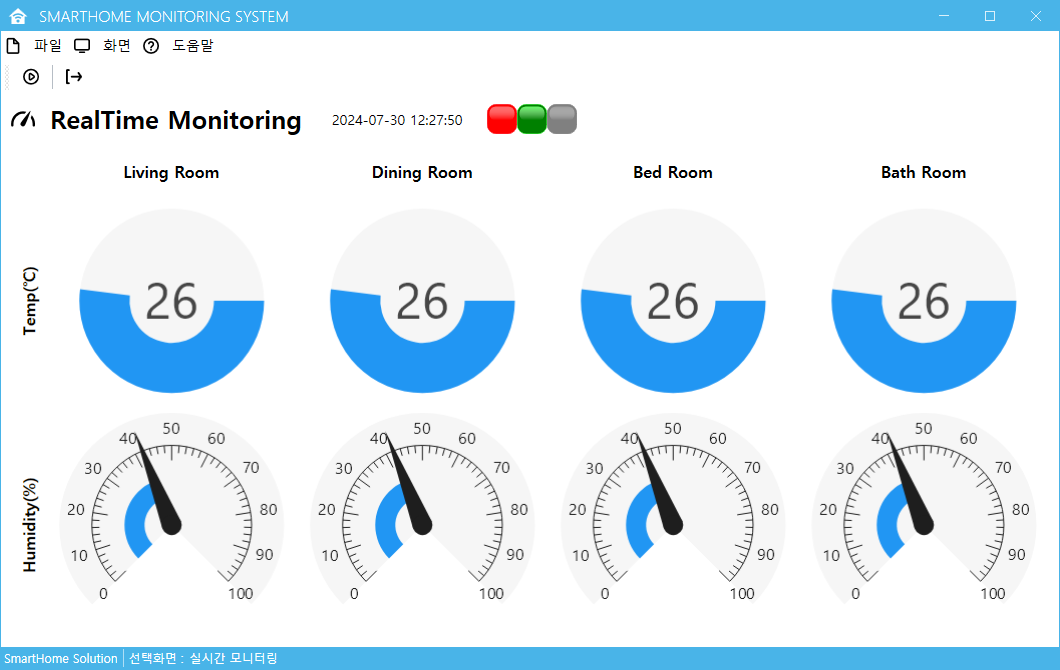 SMARTHOME MONITORING SYSTEM
파일 화면 도움말
RealTime Monitoring 2024-07-30 12:27:50
Living Room Dining Room Bed Room Bath Room
Temp(℃)
26 26 26 26
Humidity(%)
0 10 20 30 40 50 60 70 80 90 100
0 10 20 30 40 50 60 70 80 90 100
0 10 20 30 40 50 60 70 80 90 100
0 10 20 30 40 50 60 70 80 90 100
SmartHome Solution 선택화면 : 실시간 모니터링